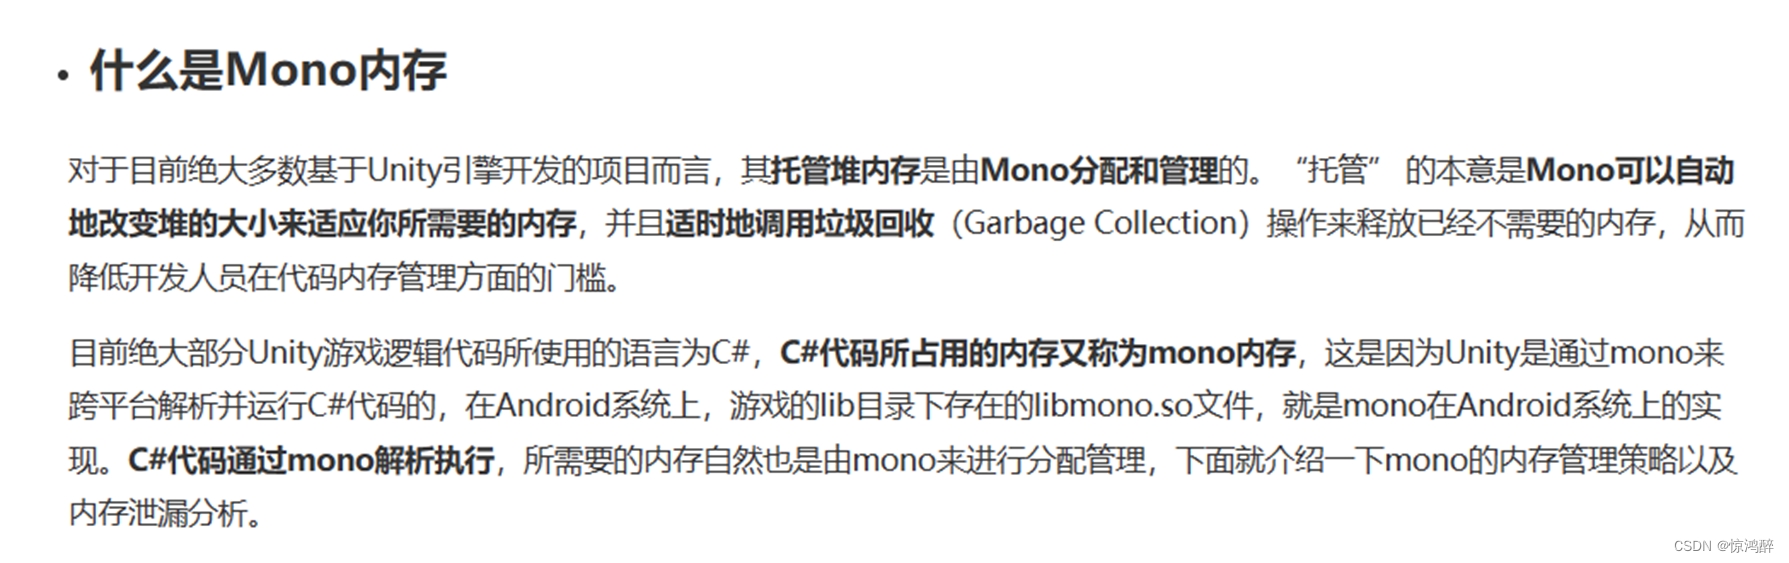 • 什么是Mono内存
对于目前绝大多数基于Unity引擎开发的项目而言，其托管堆内存是由Mono分配和管理的。“托管” 的本意是Mono可以自动
地改变堆的大小来适应你所需要的内存，并且适时地调用垃圾回收（Garbage Collection）操作来释放已经不需要的内存，从而
降低开发人员在代码内存管理方面的门槛。
目前绝大部分Unity游戏逻辑代码所使用的语言为C#，C#代码所占用的内存又称为mono内存，这是因为Unity是通过mono来
跨平台解析并运行C#代码的，在Android系统上，游戏的lib目录下存在的libmono.so文件，就是mono在Android系统上的实
现。C#代码通过mono解析执行，所需要的内存自然也是由mono来进行分配管理，下面就介绍一下mono的内存管理策略以及
内存泄漏分析。
CSDN @惊鸿醉